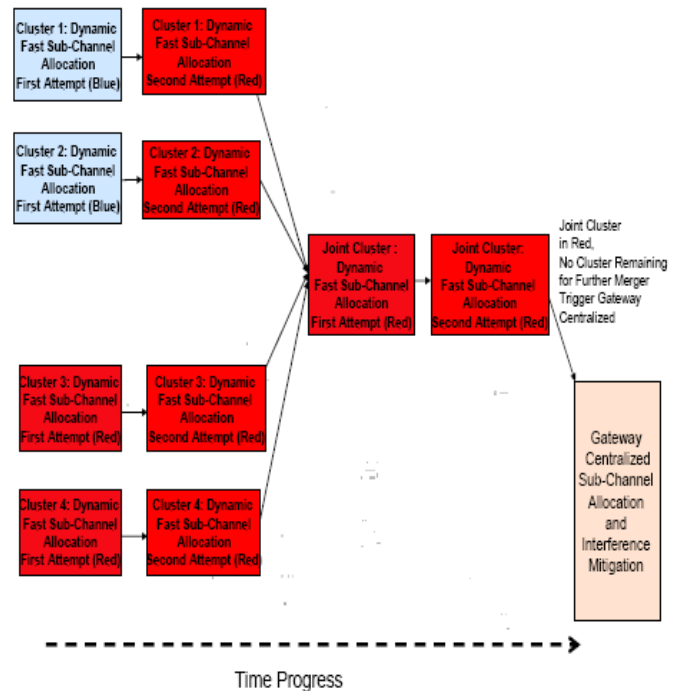 Cluster 1: Dynamic
Fast Sub-Channel
Allocation
First Attempt (Blue)
Cluster 1: Dynamic
Fast Sub-Channel
Allocation
Second Attempt (Red)
Cluster 2: Dynamic
Fast Sub-Channel
Allocation
First Attempt (Blue)
Cluster 2: Dynamic
Fast Sub-Channel
Allocation
Second Attempt (Red)
Joint Cluster :
Dynamic
Fast Sub-Channel
Allocation
First Attempt (Red)
Joint Cluster:
Dynamic
Fast Sub-Channel
Allocation
Second Attempt (Red)
Joint Cluster
in Red,
No Cluster Remaining
for Further Merger
Trigger Gateway
Centralized
Cluster 3: Dynamic
Fast Sub-Channel
Allocation
First Attempt (Red)
Cluster 3: Dynamic
Fast Sub-Channel
Allocation
Second Attempt (Red)
Cluster 4: Dynamic
Fast Sub-Channel
Allocation
First Attempt (Red)
Cluster 4: Dynamic
Fast Sub-Channel
Allocation
Second Attempt (Red)
Gateway
Centralized
Sub-Channel
Allocation
and
Interference
Mitigation
Time Progress